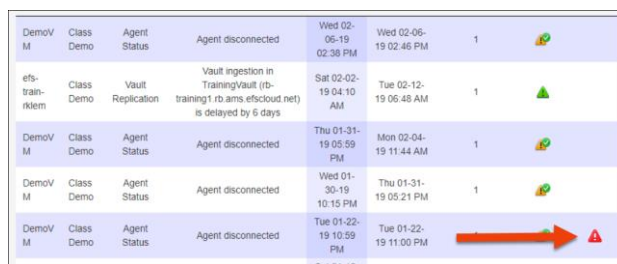 DemoV M Class Demo Agent Status Agent disconnected Wed 02-06-19 02:38 PM Wed 02-06-19 02:46 PM 1
efs-train-rklem Class Demo Vault Replication Vault ingestion in TrainingVault (rb-training1.rb.ams.efscloud.net) is delayed by 6 days Sat 02-02-19 04:10 AM Tue 02-12-19 06:48 AM 1
DemoV M Class Demo Agent Status Agent disconnected Thu 01-31-19 05:59 PM Mon 02-04-19 11:44 AM 1
DemoV M Class Demo Agent Status Agent disconnected Wed 01-30-19 10:15 PM Thu 01-31-19 05:21 PM 1
DemoV M Class Demo Agent Status Agent disconnected Tue 01-22-19 10:59 PM Tue 01-22-19 11:00 PM